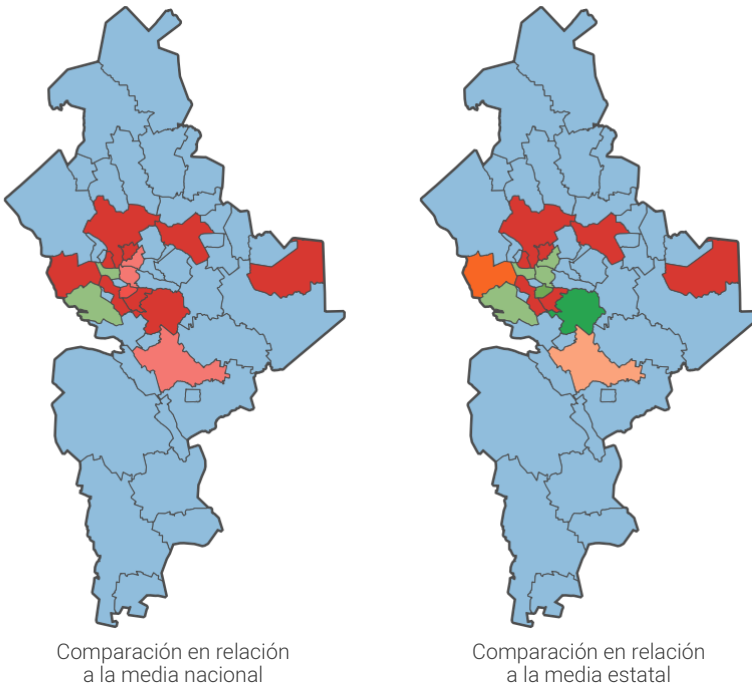 Comparación en relación
a la media nacional
Comparación en relación
a la media estatal